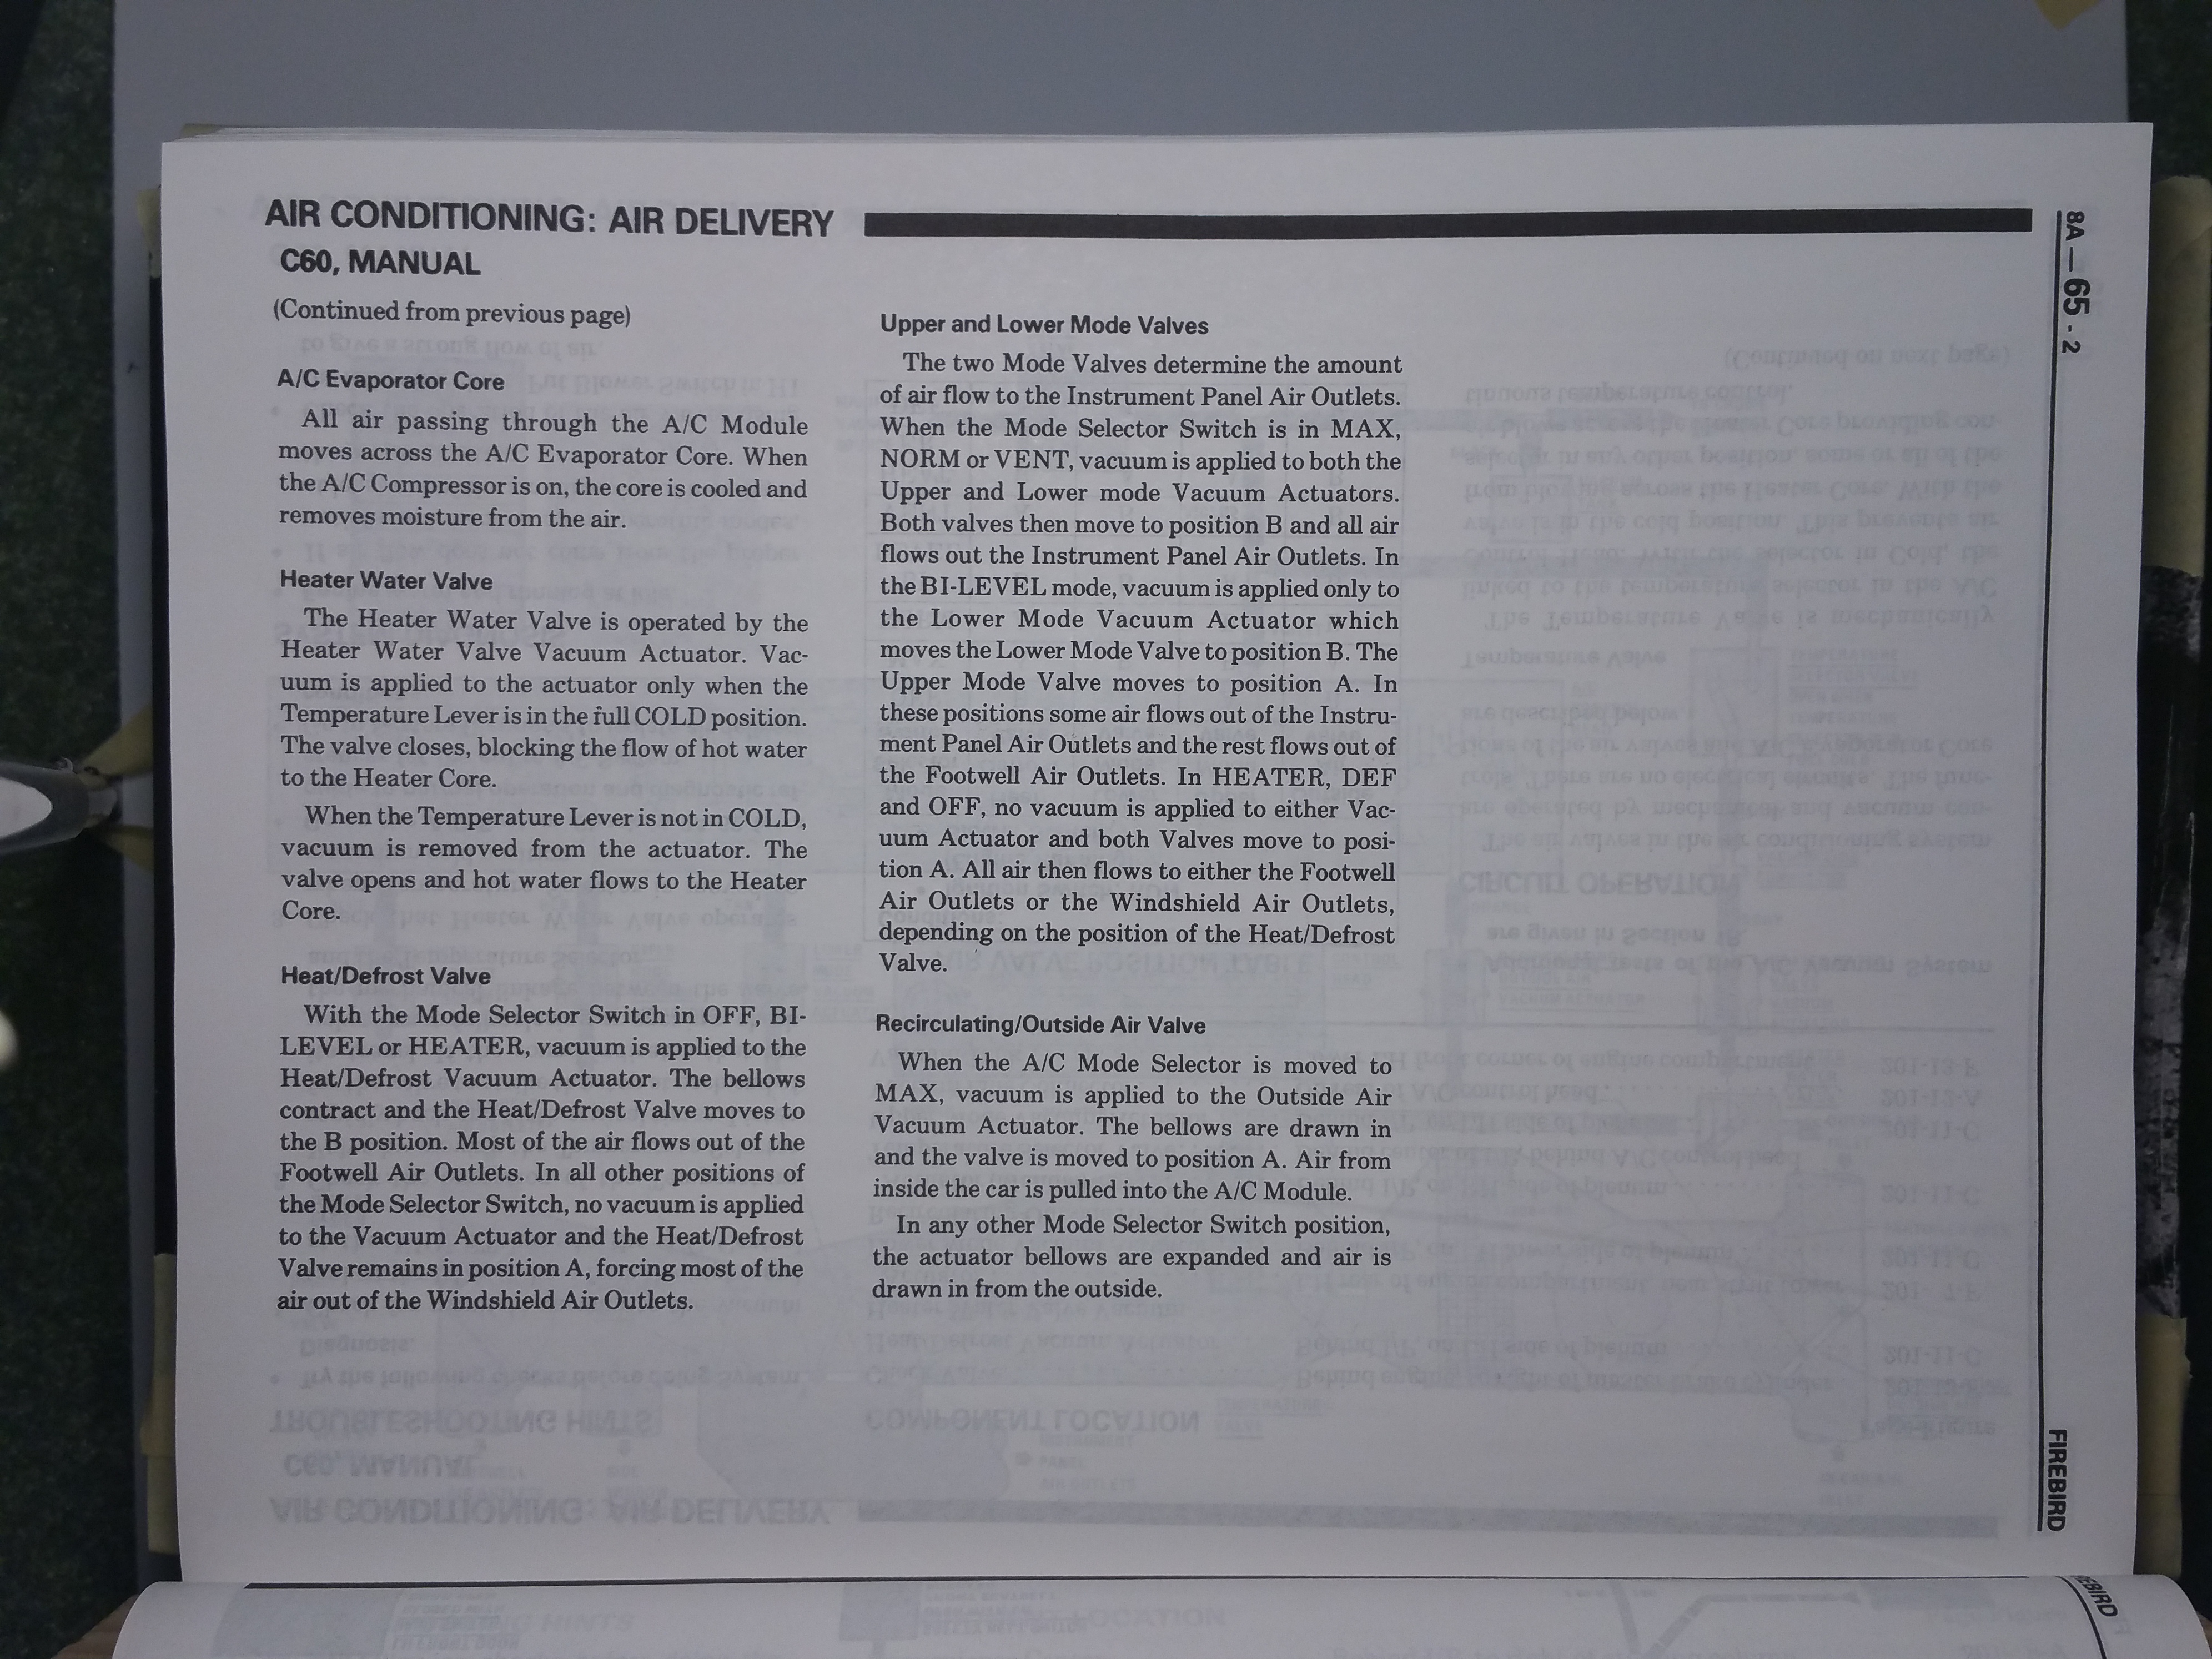 AIR CONDITIONING: AIR DELIVERY
C60, MANUAL
(Continued from previous page)
A/C Evaporator Core
All air passing through the A/C Module
moves across the A/C Evaporator Core. When
the A/C Compressor is on, the core is cooled and
removes moisture from the air.
Heater Water Valve
The Heater Water Valve is operated by the
Heater Water Valve Vacuum Actuator. Vac-
uum is applied to the actuator only when the
Temperature Lever is in the full COLD position.
The valve closes, blocking the flow of hot water
to the Heater Core.
When the Temperature Lever is not in COLD,
vacuum is removed from the actuator. The
valve opens and hot water flows to the Heater
Core.
Heat/Defrost Valve
With the Mode Selector Switch in OFF, BI-
LEVEL or HEATER, vacuum is applied to the
Heat/Defrost Vacuum Actuator. The bellows
contract and the Heat/Defrost Valve moves to
the B position. Most of the air flows out of the
Footwell Air Outlets. In all other positions of
the Mode Selector Switch, no vacuum is applied
to the Vacuum Actuator and the Heat/Defrost
Valve remains in position A, forcing most of the
air out of the Windshield Air Outlets.
Upper and Lower Mode Valves
The two Mode Valves determine the amount
of air flow to the Instrument Panel Air Outlets.
When the Mode Selector Switch is in MAX,
NORM or VENT, vacuum is applied to both the
Upper and Lower mode Vacuum Actuators.
Both valves then move to position B and all air
flows out the Instrument Panel Air Outlets. In
the BI-LEVEL mode, vacuum is applied only to
the Lower Mode Vacuum Actuator which
moves the Lower Mode Valve to position B. The
Upper Mode Valve moves to position A. In
these positions some air flows out of the Instru-
ment Panel Air Outlets and the rest flows out of
the Footwell Air Outlets. In HEATER, DEF
and OFF, no vacuum is applied to either Vac-
uum Actuator and both Valves move to posi-
tion A. All air then flows to either the Footwell
Air Outlets or the Windshield Air Outlets,
depending on the position of the Heat/Defrost
Valve.
Recirculating/Outside Air Valve
When the A/C Mode Selector is moved to
MAX, vacuum is applied to the Outside Air
Vacuum Actuator. The bellows are drawn in
and the valve is moved to position A. Air from
inside the car is pulled into the A/C Module.
In any other Mode Selector Switch position,
the actuator bellows are expanded and air is
drawn in from the outside.
8A — 65 - 2
FIREBIRD